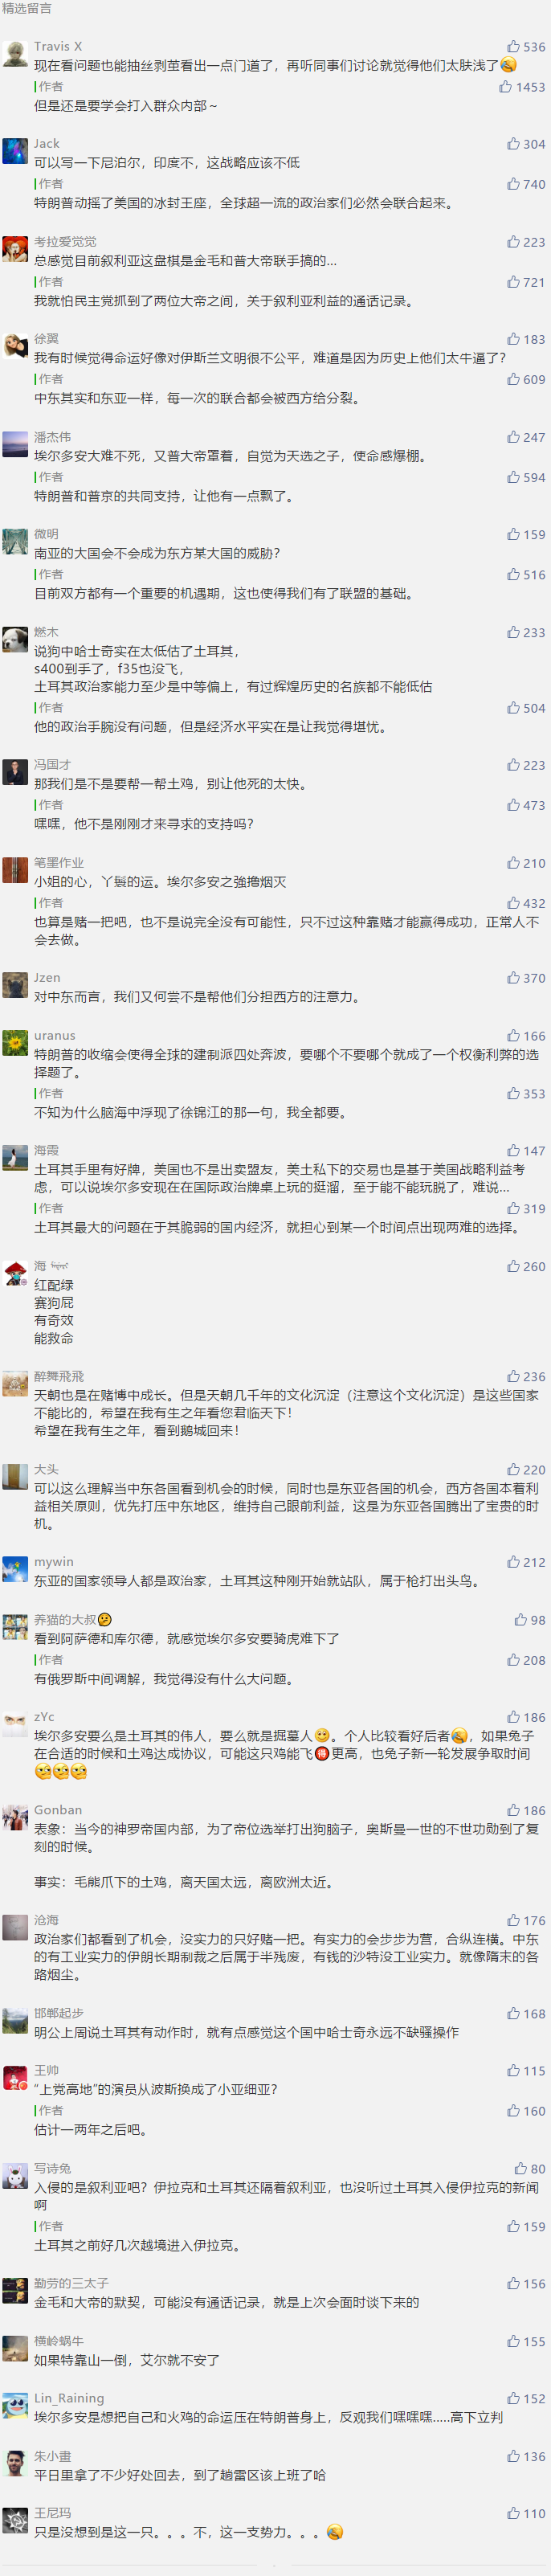 精选留言
Travis X
536
现在看问题也能抽丝剥茧看出一点门道了，再听同事们讨论就觉得他们太肤浅了
作者
1453
但是还是要学会打入群众内部～
Jack
304
可以写一下尼泊尔，印度不，这战略应该不低
作者
740
特朗普动摇了美国的冰封王座，全球超一流的政治家们必然会联合起来。
考拉爱觉觉
223
总感觉目前叙利亚这盘棋是金毛和普大帝联手搞的...
作者
721
我就怕民主党抓到了两位大帝之间，关于叙利亚利益的通话记录。
徐翼
183
我有时候觉得命运好像对伊斯兰文明很不公平，难道是因为历史上他们太牛逼了？
作者
609
中东其实和东亚一样，每一次的联合都会被西方给分裂。
潘杰伟
247
埃尔多安大难不死，又普大帝罩着，自觉为天选之子，使命感爆棚。
作者
594
特朗普和普京的共同支持，让他有一点飘了。
微明
159
南亚的大国会不会成为东方某大国的威胁？
作者
516
目前双方都有一个重要的机遇期，这也使得我们有了联盟的基础。
燃木
233
说狗中哈士奇实在太低估了土耳其，
s400到手了，f35也没飞，
土耳其政治家能力至少是中等偏上，有过辉煌历史的名族都不能低估
作者
504
他的政治手腕没有问题，但是经济水平实在是让我觉得堪忧。
冯国才
223
那我们是不是要帮一帮土鸡，别让他死的太快。
作者
473
嘿嘿，他不是刚刚才来寻求的支持吗？
笔墨作业
210
小姐的心，丫鬟的运。埃尔多安之強撸烟灭
作者
432
也算是赌一把吧，也不是说完全没有可能性，只不过这种靠赌才能赢得成功，正常人不
会去做。
Jzen
370
对中东而言，我们又何尝不是帮他们分担西方的注意力。
uranus
166
特朗普的收缩会使得全球的建制派四处奔波，要哪个不要哪个就成了一个权衡利弊的选
择题了。
作者
353
不知为什么脑海中浮现了徐锦江的那一句，我全都要。
海霞
147
土耳其手里有好牌，美国也不是出卖盟友，美土私下的交易也是基于美国战略利益考
虑，可以说埃尔多安现在在国际政治牌桌上玩的挺溜，至于能不能玩脱了，难说...
作者
319
土耳其最大的问题在于其脆弱的国内经济，就担心到某一个时间点出现两难的选择。
海
260
红配绿
赛狗屁
有奇效
能救命
醉舞飛飛
236
天朝也是在赌博中成长。但是天朝几千年的文化沉淀（注意这个文化沉淀）是这些国家
不能比的，希望在我有生之年看您君临天下！
希望在我有生之年，看到鹅城回来！
大头
220
可以这么理解当中东各国看到机会的时候，同时也是东亚各国的机会，西方各国本着利
益相关原则，优先打压中东地区，维持自己眼前利益，这是为东亚各国腾出了宝贵的时
机。
mywin
212
东亚的国家领导人都是政治家，土耳其这种刚开始就站队，属于枪打出头鸟。
养猫的大叔
98
看到阿萨德和库尔德，就感觉埃尔多安要骑虎难下了
作者
208
有俄罗斯中间调解，我觉得没有什么大问题。
zYc
186
埃尔多安要么是土耳其的伟人，要么就是掘墓人。个人比较看好后者，如果兔子
在合适的时候和土鸡达成协议，可能这只鸡能飞得更高，也兔子新一轮发展争取时间
Gonban
186
表象：当今的神罗帝国内部，为了帝位选举打出狗脑子，奥斯曼一世的不世功勋到了复
刻的时候。
事实：毛熊爪下的土鸡，离天国太远，离欧洲太近。
沧海
176
政治家们都看到了机会，没实力的只好赌一把。有实力的会步步为营，合纵连横。中东
的有工业实力的伊朗长期制裁之后属于半残废，有钱的沙特没工业实力。就像隋末的各
路烟尘。
邯郸起步
168
明公上周说土耳其有动作时，就有点感觉这个国中哈士奇永远不缺骚操作
王帅
115
“上党高地”的演员从波斯换成了小亚细亚？
作者
160
估计一两年之后吧。
写诗兔
80
入侵的是叙利亚吧？伊拉克和土耳其还隔着叙利亚，也没听过土耳其入侵伊拉克的新闻
啊
作者
159
土耳其之前好几次越境进入伊拉克。
勤劳的三太子
156
金毛和大帝的默契，可能没有通话记录，就是上次会面时谈下来的
横岭蜗牛
155
如果特靠山一倒，艾尔就不安了
Lin_Raining
152
埃尔多安是想把自己和火鸡的命运压在特朗普身上，反观我们嘿嘿嘿.....高下立判
朱小畫
136
平日里拿了不少好处回去，到了趟雷区该上班了哈
王尼玛
110
只是没想到是这一只。。。不，这一支势力。。。